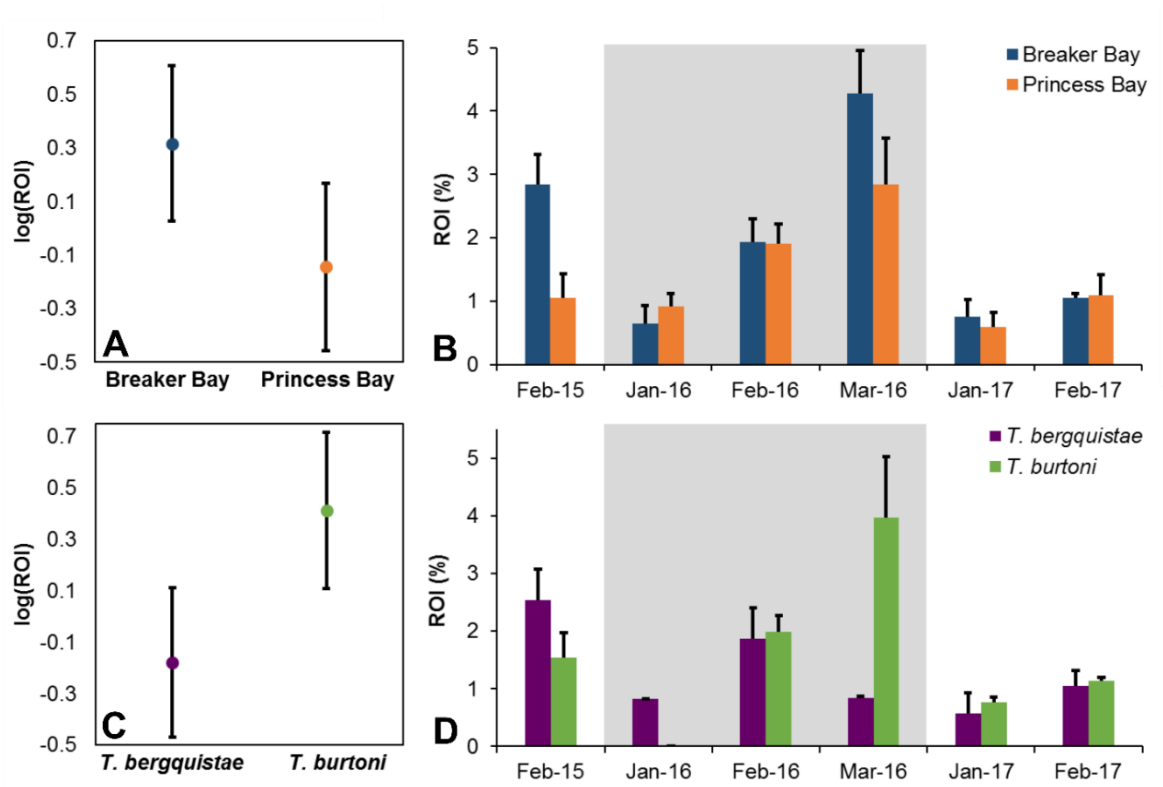 0.7
0.5
0.3
0.1
-0.1
-0.3
-0.5
log(ROI)
A
Breaker Bay Princess Bay
5
4
3
2
1
0
ROI (%)
B
Breaker Bay
Princess Bay
Feb-15 Jan-16 Feb-16 Mar-16 Jan-17 Feb-17
0.7
0.5
0.3
0.1
-0.1
-0.3
-0.5
log(ROI)
C
T. bergquistae T. burtoni
5
4
3
2
1
0
ROI (%)
D
T. bergquistae
T. burtoni
Feb-15 Jan-16 Feb-16 Mar-16 Jan-17 Feb-17